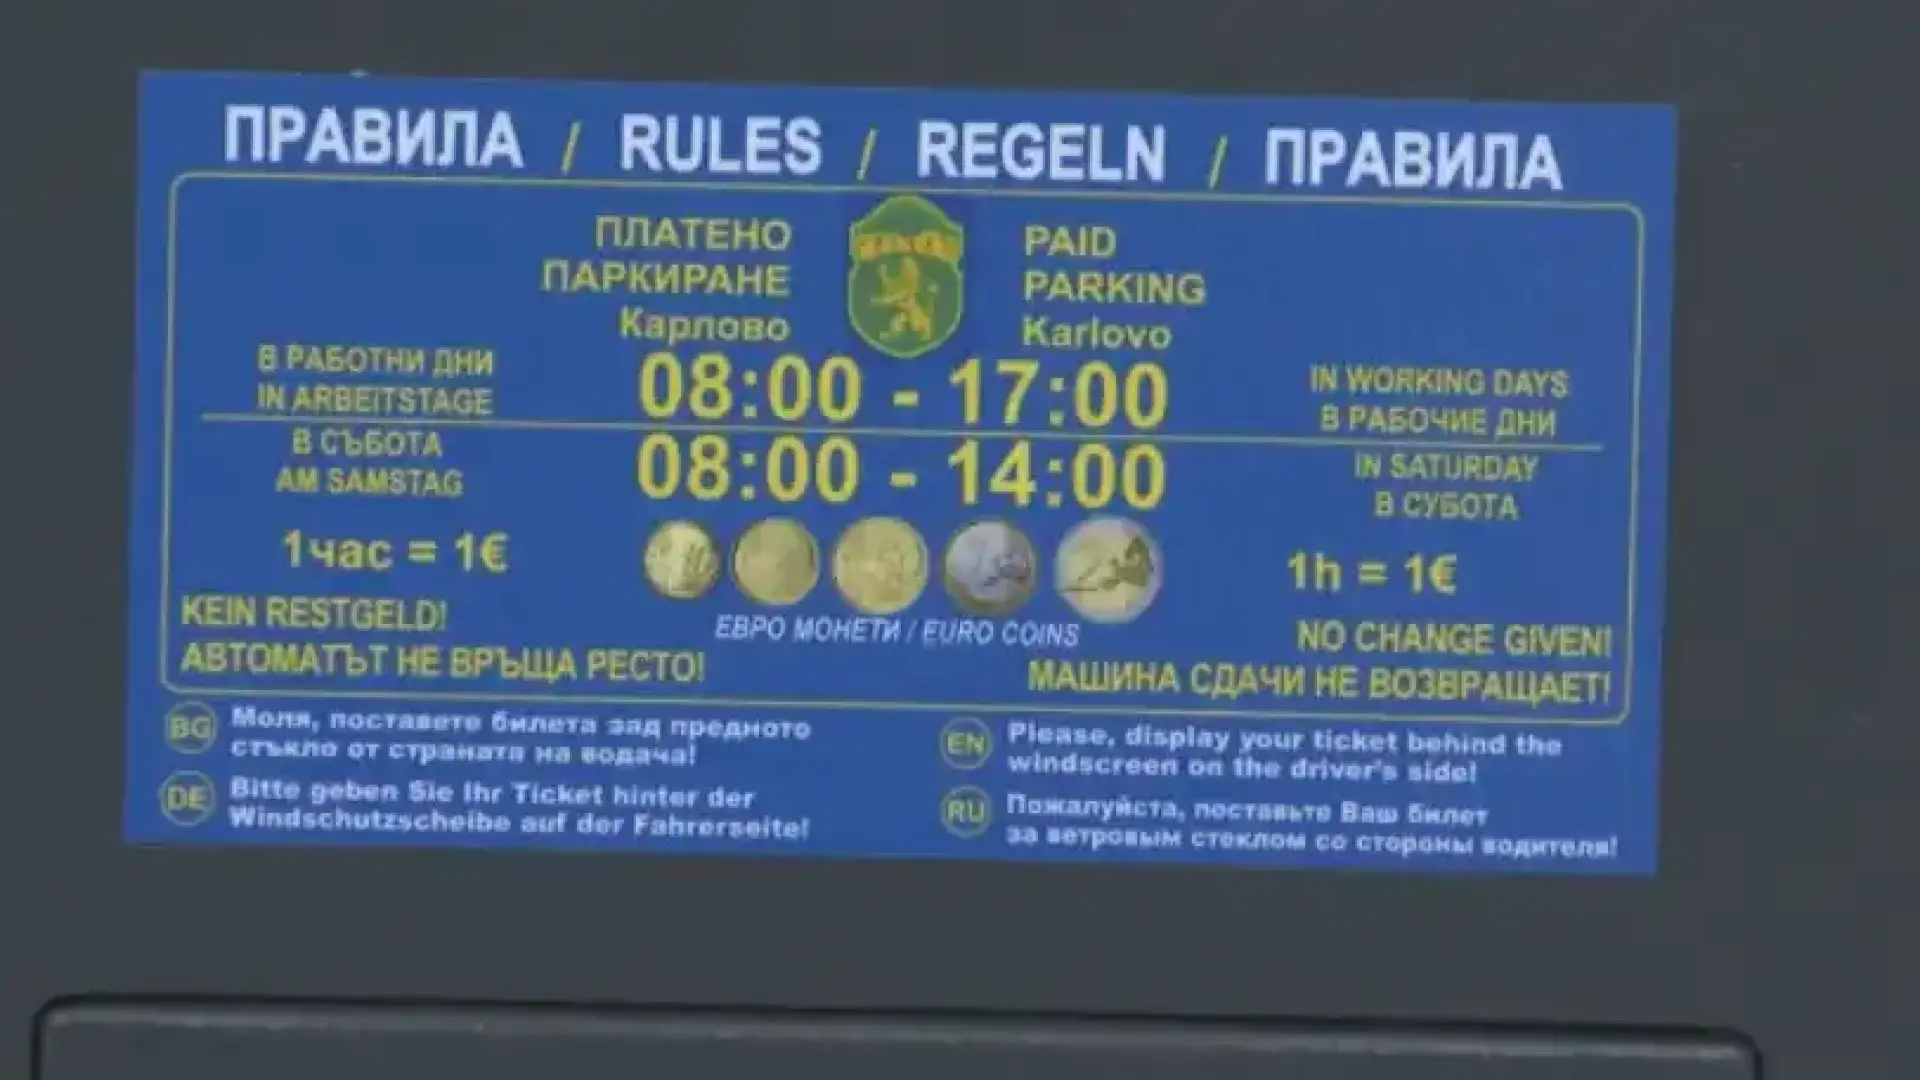 ПРАВИЛА / RULES / REGELN / ПРАВИЛА
ПЛАТЕНО
ПАРКИРАНЕ
Карлово
PAID
PARKING
Karlovo
В РАБОТНИ ДНИ
IN ARBEITSTAGE
08:00 - 17:00
IN WORKING DAYS
В РАБОЧИЕ ДНИ
В СЪБОТА
AM SAMSTAG
08:00 - 14:00
IN SATURDAY
В СУБОТА
1час = 1€
1h = 1€
ЕВРО МОНЕТИ / EURO COINS
KEIN RESTGELD!
АВТОМАТЪТ НЕ ВРЪЩА РЕСТО!
NO CHANGE GIVEN!
МАШИНА СДАЧИ НЕ ВОЗВРАЩАЕТ!
BG Моля, поставете билета зад предното
стъкло от страната на водача!
DE Bitte geben Sie Ihr Ticket hinter der
Windschutzscheibe auf der Fahrerseite!
EN Please, display your ticket behind the
windscreen on the driver's side!
RU Пожалуйста, поставьте Ваш билет
за ветровым стеклом со стороны водителя!